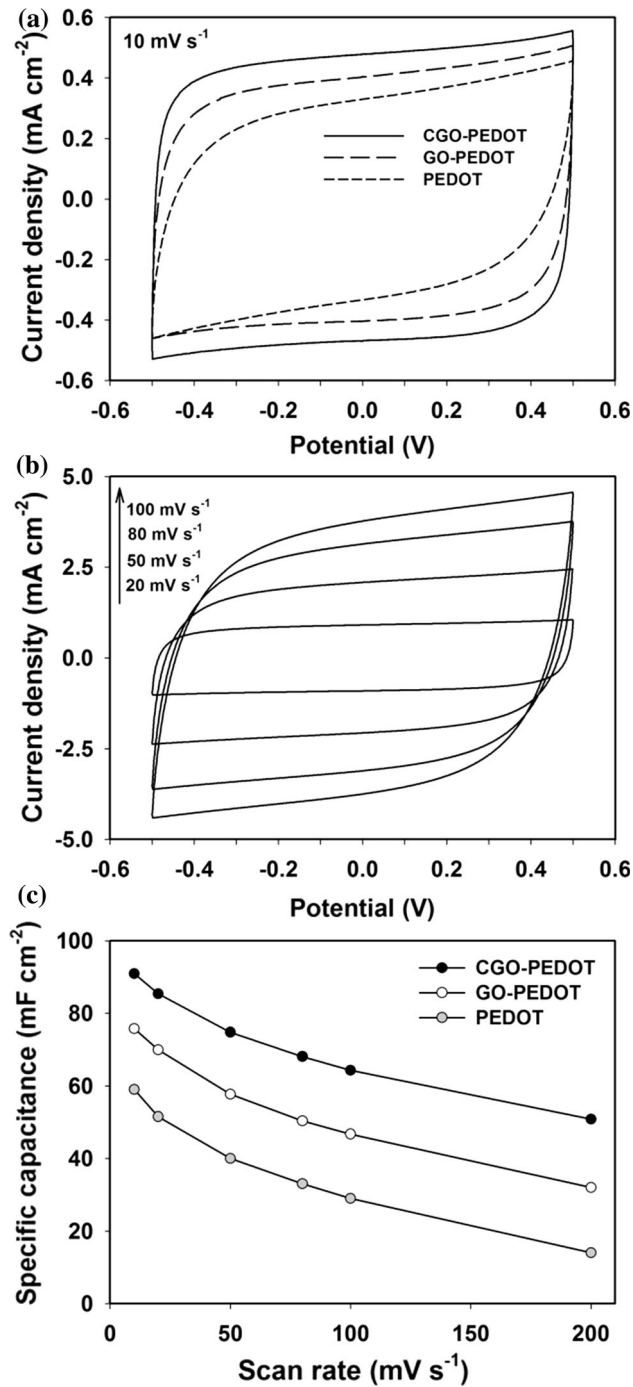 (a)
10 mV s⁻¹
CGO-PEDOT
GO-PEDOT
PEDOT
Current density (mA cm⁻²)
0.6
0.4
0.2
0.0
-0.2
-0.4
-0.6
-0.6 -0.4 -0.2 0.0 0.2 0.4 0.6
Potential (V)
(b)
100 mV s⁻¹
80 mV s⁻¹
50 mV s⁻¹
20 mV s⁻¹
Current density (mA cm⁻²)
5.0
2.5
0.0
-2.5
-5.0
-0.6 -0.4 -0.2 0.0 0.2 0.4 0.6
Potential (V)
(c)
CGO-PEDOT
GO-PEDOT
PEDOT
Specific capacitance (mF cm⁻²)
100
80
60
40
20
0
0 50 100 150 200
Scan rate (mV s⁻¹)